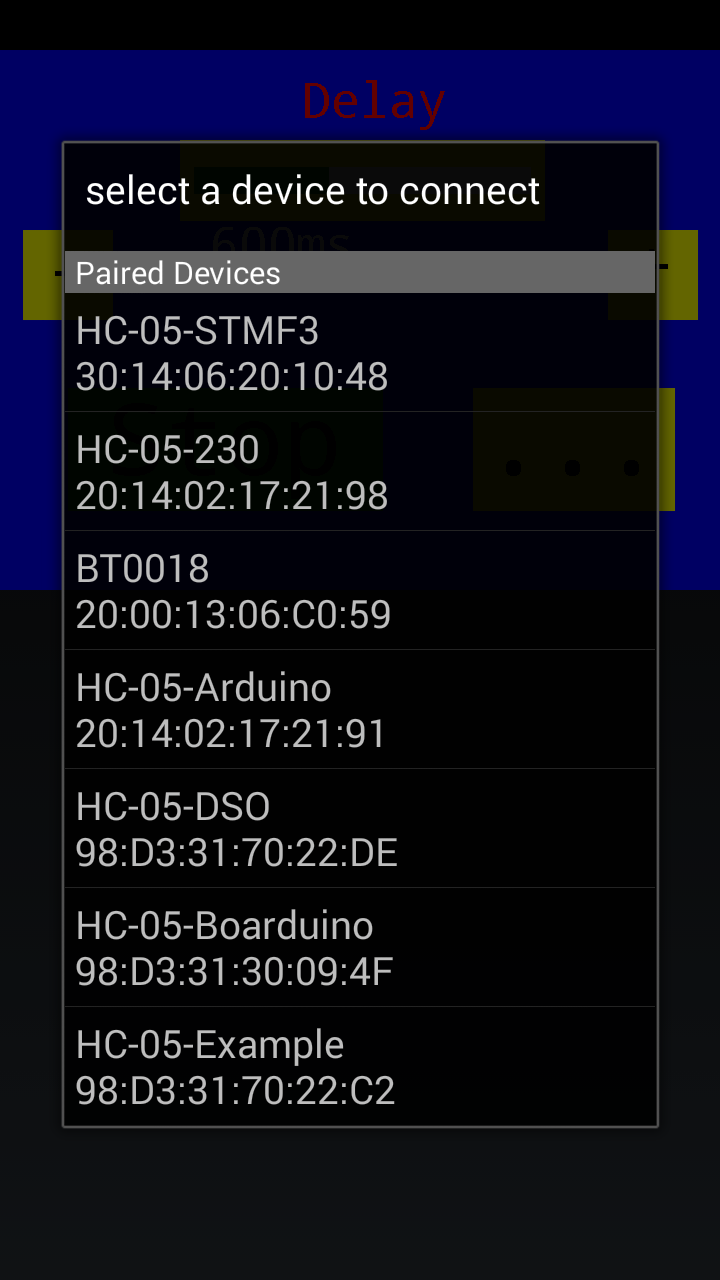 Delay
select a device to connect
600ms
Paired Devices
HC-05-STMF3
30:14:06:20:10:48
Stop
...
HC-05-230
20:14:02:17:21:98
BT0018
20:00:13:06:C0:59
HC-05-Arduino
20:14:02:17:21:91
HC-05-DSO
98:D3:31:70:22:DE
HC-05-Boarduino
98:D3:31:30:09:4F
HC-05-Example
98:D3:31:70:22:C2